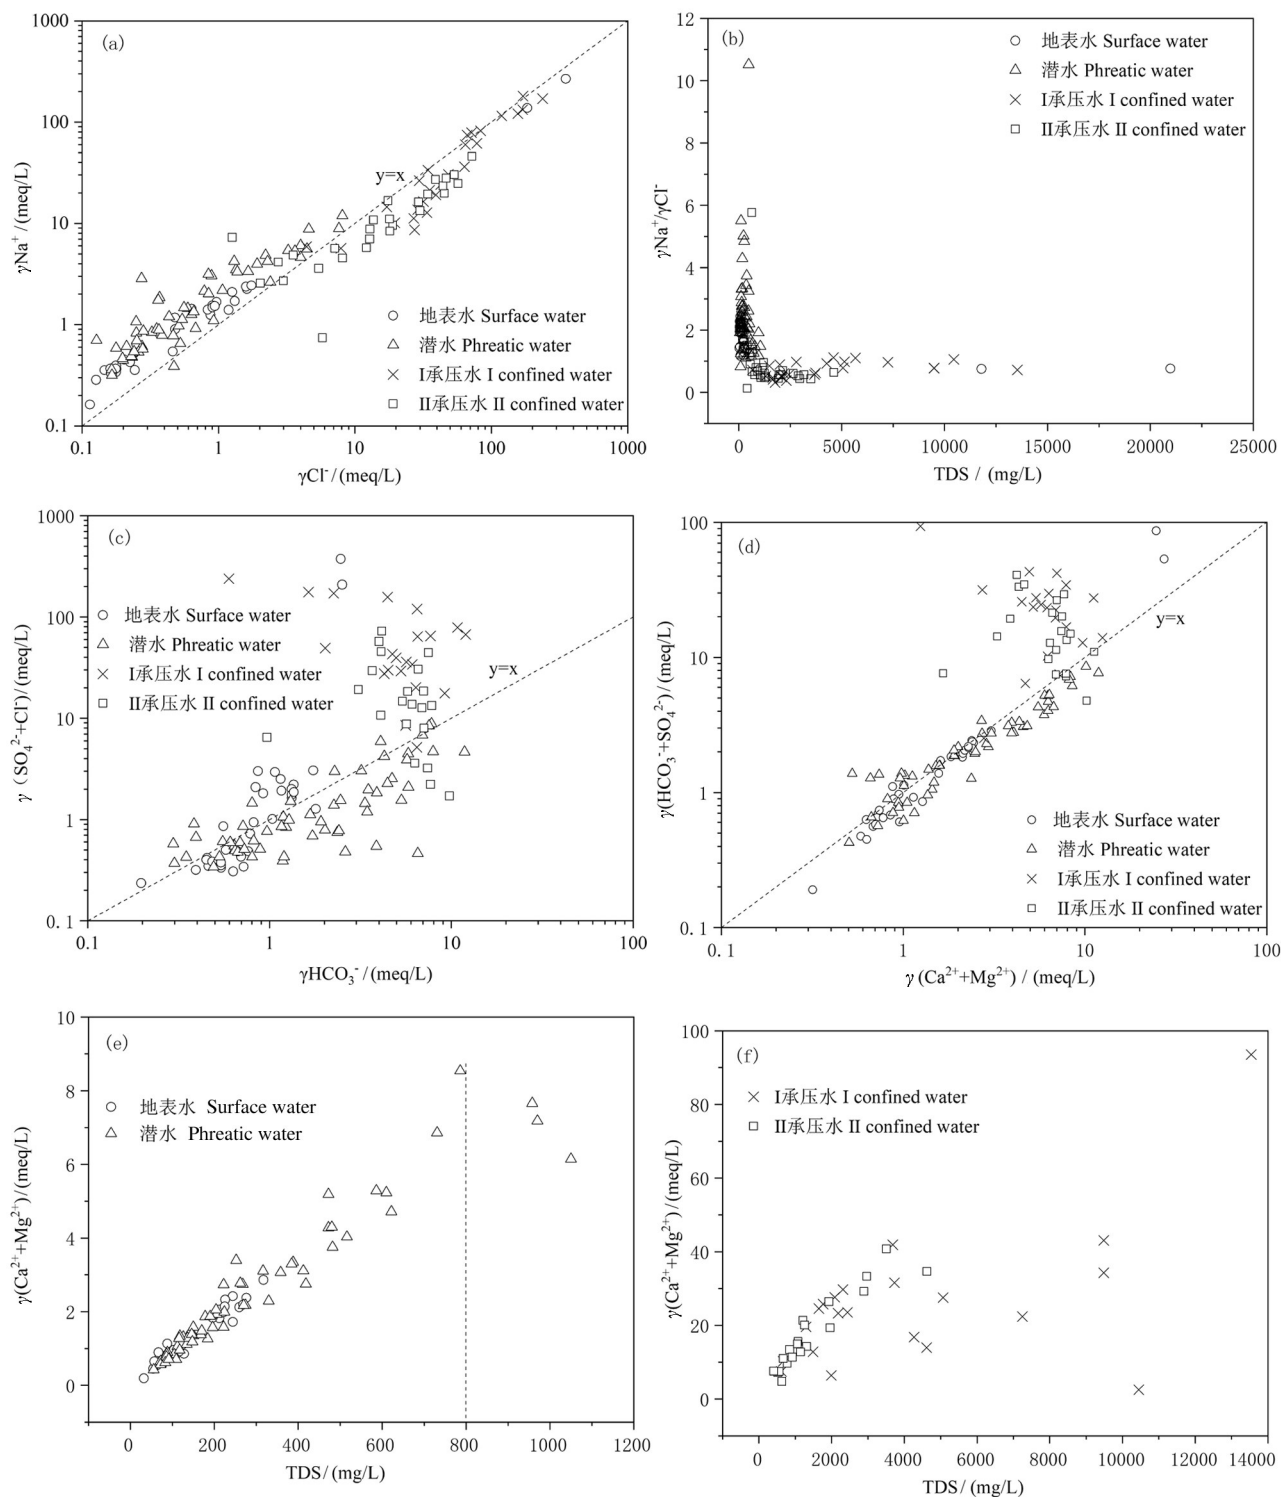 (a)
1000
100
10
1
0.1
0.1
1
10
100
1000
γNa⁺/(meq/L)
γCl⁻/(meq/L)
y=x
地表水 Surface water
潜水 Phreatic water
I承压水 I confined water
II承压水 II confined water
(b)
12
10
8
6
4
2
0
0
5000
10000
15000
20000
25000
γNa⁺/γCl⁻
TDS / (mg/L)
地表水 Surface water
潜水 Phreatic water
I承压水 I confined water
II承压水 II confined water
(c)
1000
100
10
1
0.1
0.1
1
10
100
γ(SO₄²⁻+Cl⁻)/(meq/L)
γHCO₃⁻/(meq/L)
y=x
地表水 Surface water
潜水 Phreatic water
I承压水 I confined water
II承压水 II confined water
(d)
100
10
1
0.1
0.1
1
10
100
γ(HCO₃⁻+SO₄²⁻)/(meq/L)
γ(Ca²⁺+Mg²⁺) / (meq/L)
y=x
地表水 Surface water
潜水 Phreatic water
I承压水 I confined water
II承压水 II confined water
(e)
10
8
6
4
2
0
0
200
400
600
800
1000
1200
γ(Ca²⁺+Mg²⁺)/(meq/L)
TDS/(mg/L)
地表水 Surface water
潜水 Phreatic water
(f)
100
80
60
40
20
0
0
2000
4000
6000
8000
10000
12000
14000
γ(Ca²⁺+Mg²⁺)/(meq/L)
TDS/(mg/L)
I承压水 I confined water
II承压水 II confined water